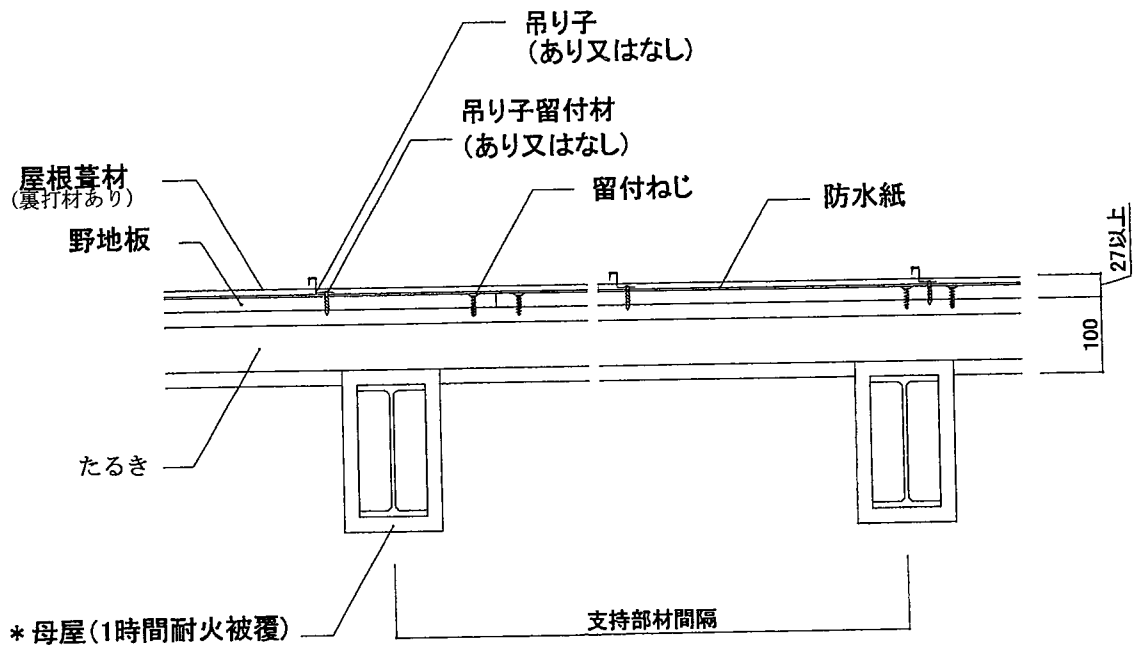 吊り子
(あり又はなし)
吊り子留付材
(あり又はなし)
屋根葺材
(裏打材あり)
留付ねじ
防水紙
野地板
27以上
100
たるき
支持部材間隔
*母屋(1時間耐火被覆)